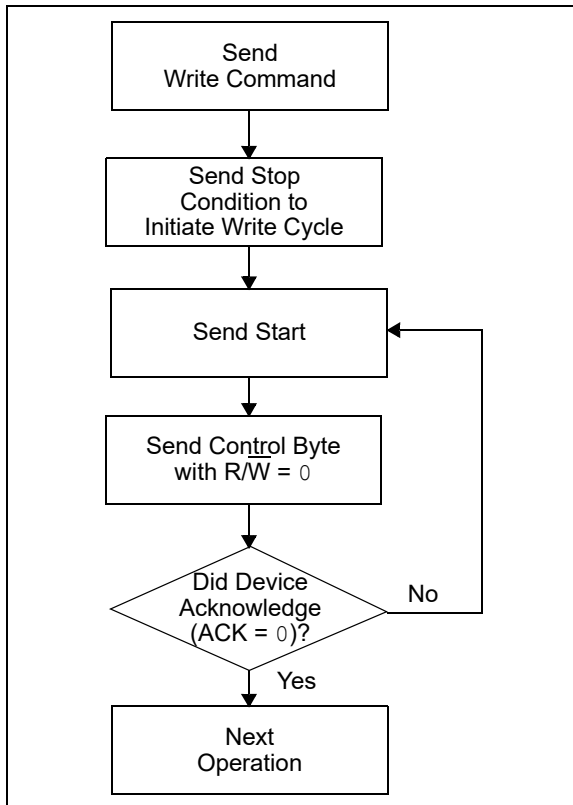 Send
Write Command
Send Stop
Condition to
Initiate Write Cycle
Send Start
Send Control Byte
with R/W̅ = 0
Did Device
Acknowledge
(ACK = 0)?
No
Yes
Next
Operation